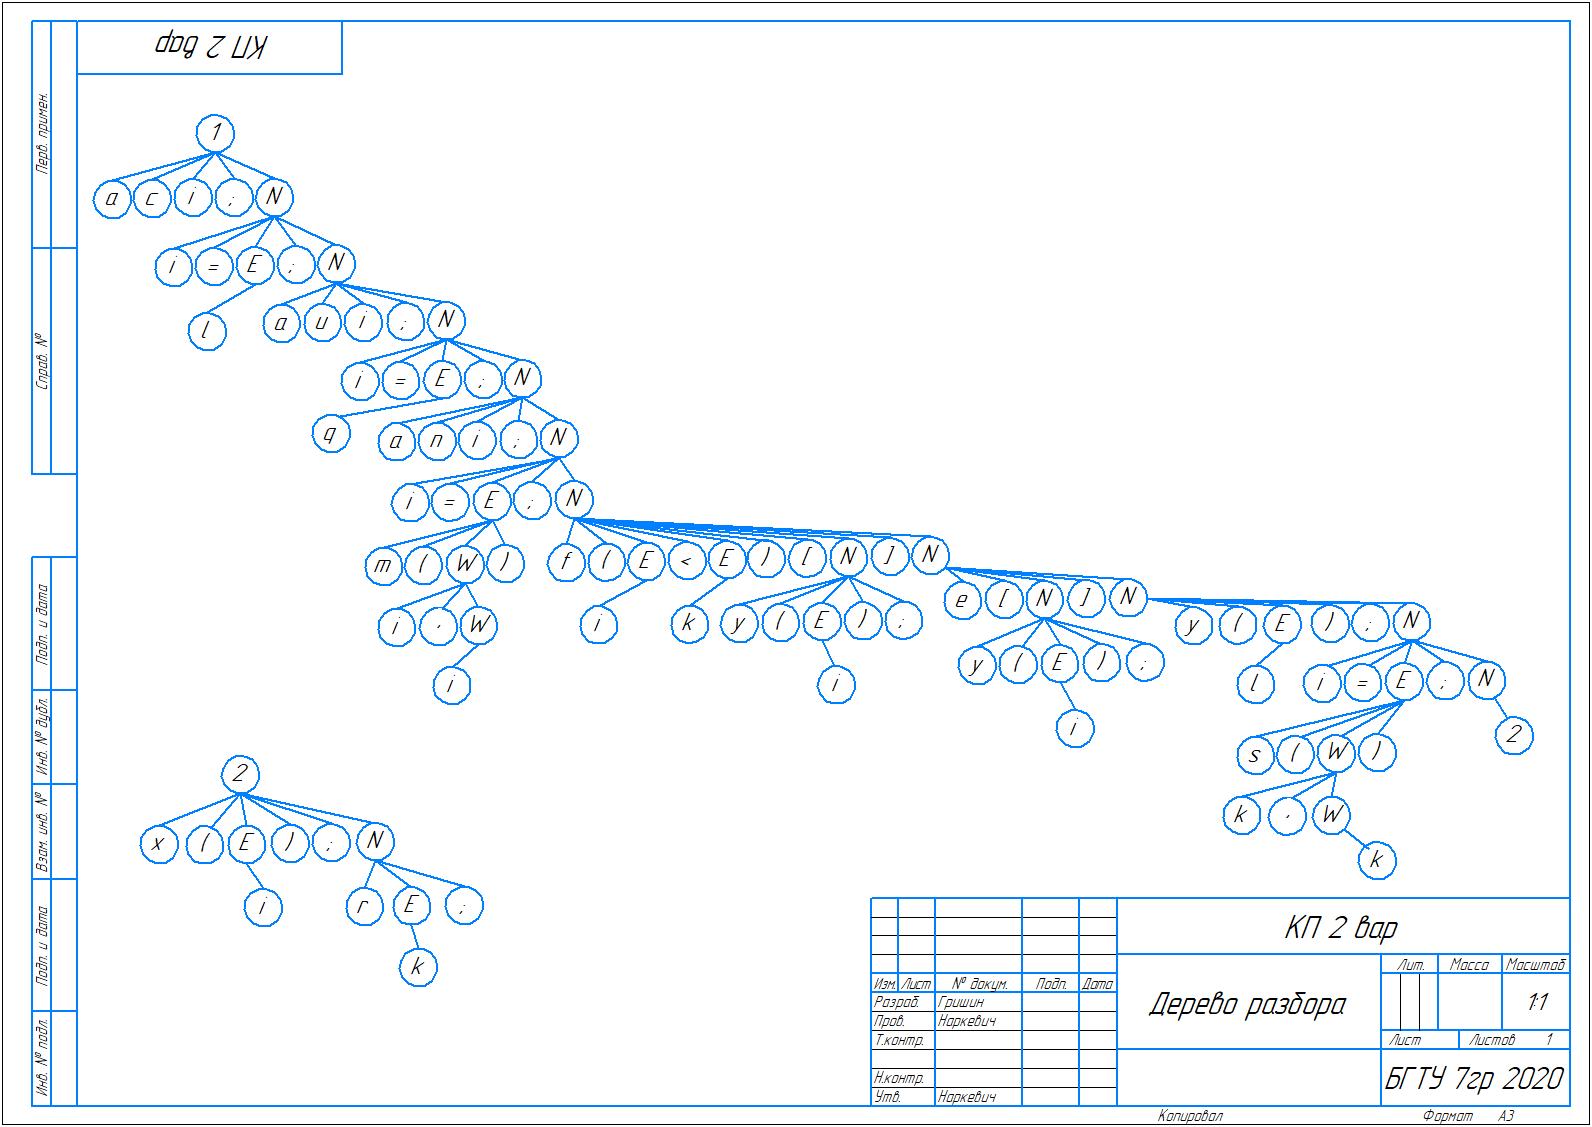 КП 2 вар
Перв. примен.
Справ. №
Подп. и дата
Инв. № дубл.
Взам. инв. №
Подп. и дата
Инв. № подл.
1
a c i ; N
i = E ; N
l a u i ; N
i = E ; N
q a n i ; N
i = E ; N
m ( W ) f ( E < E ) [ N ] N
i , W i k y ( E ) ; e [ N ] N y ( E ) ; N
i i y ( E ) ; l i = E ; N
i s ( W ) 2
k , W
k
2
x ( E ) ; N
i r E ;
k
КП 2 вар
Лит. Масса Масштаб
Изм. Лист № докум. Подп. Дата
Разраб. Гришин
Пров. Наркевич
Т.контр.
Н.контр.
Утв. Наркевич
Дерево разбора
1:1
Лист Листов 1
БГТУ 7гр 2020
Копировал Формат А3